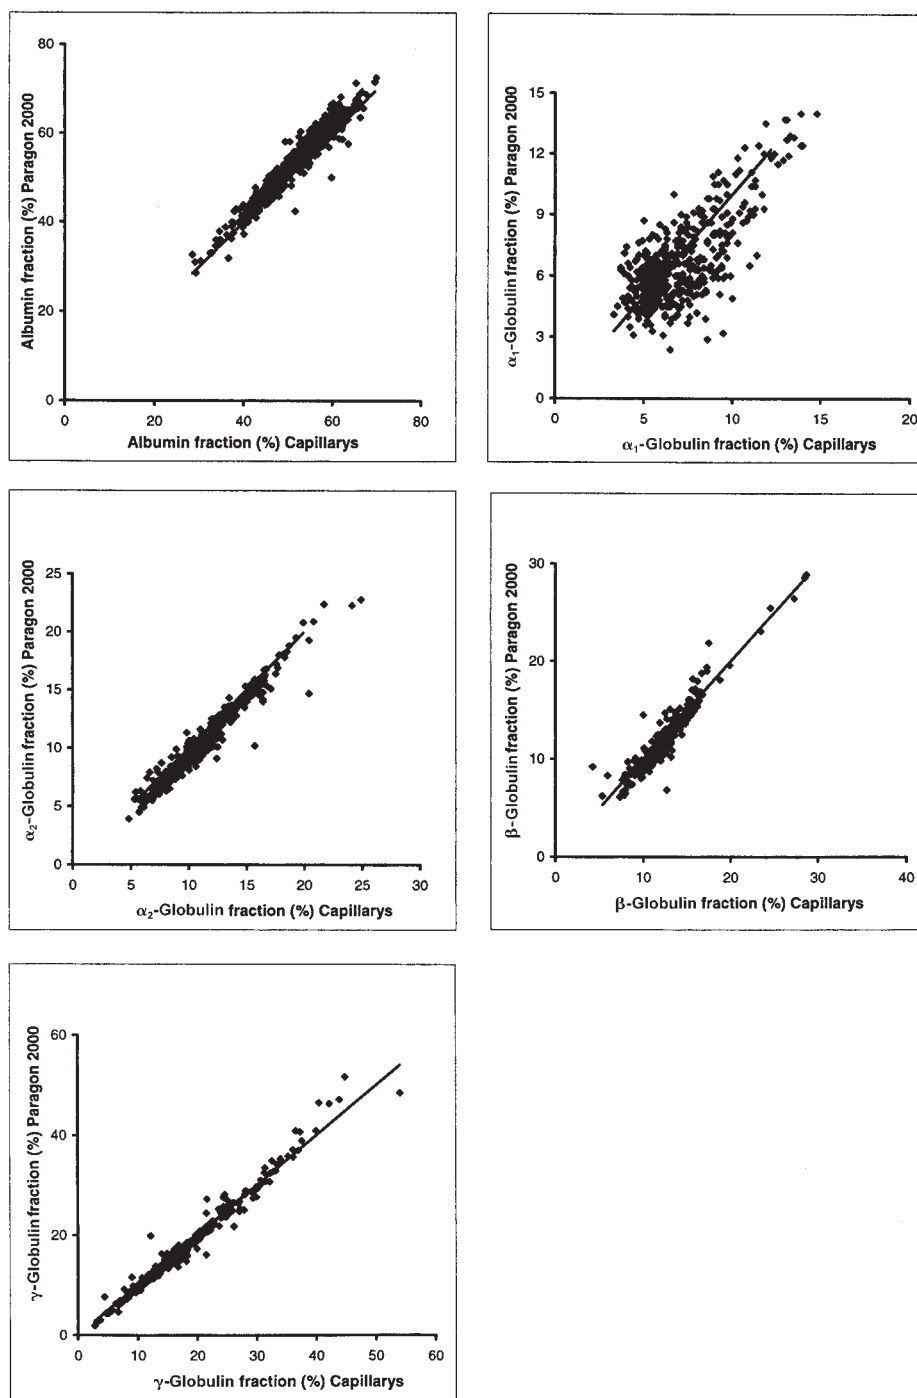 80
60
40
20
0
Albumin fraction (%) Paragon 2000
0 20 40 60 80
Albumin fraction (%) Capillarys
15
12
9
6
3
0
α₁-Globulin fraction (%) Paragon 2000
0 5 10 15 20
α₁-Globulin fraction (%) Capillarys
25
20
15
10
5
0
α₂-Globulin fraction (%) Paragon 2000
0 5 10 15 20 25 30
α₂-Globulin fraction (%) Capillarys
30
20
10
0
β-Globulin fraction (%) Paragon 2000
0 10 20 30 40
β-Globulin fraction (%) Capillarys
60
40
20
0
γ-Globulin fraction (%) Paragon 2000
0 10 20 30 40 50 60
γ-Globulin fraction (%) Capillarys